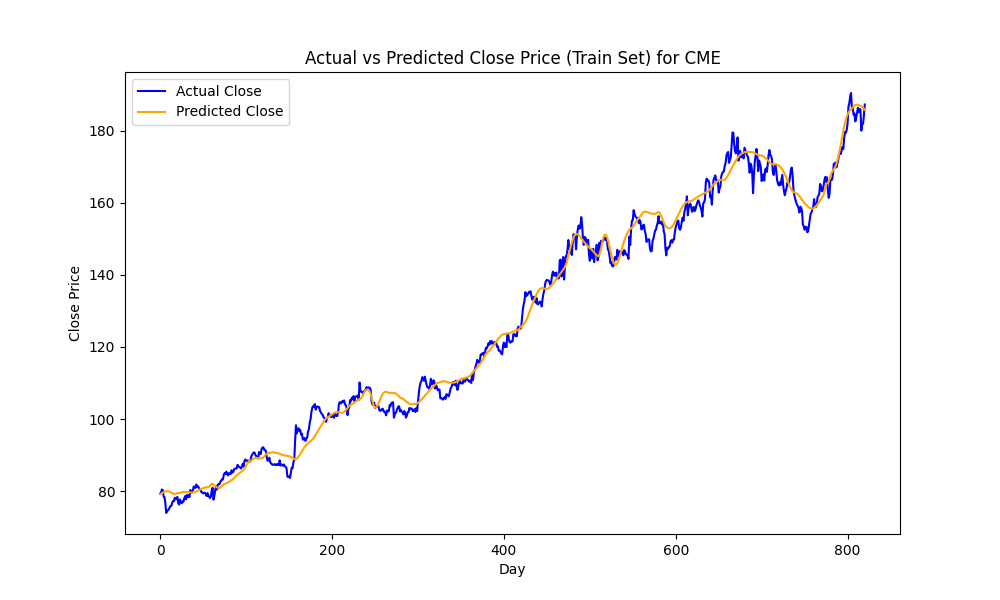 Actual vs Predicted Close Price (Train Set) for CME
Actual Close
Predicted Close
Close Price
180
160
140
120
100
80
0 200 400 600 800
Day